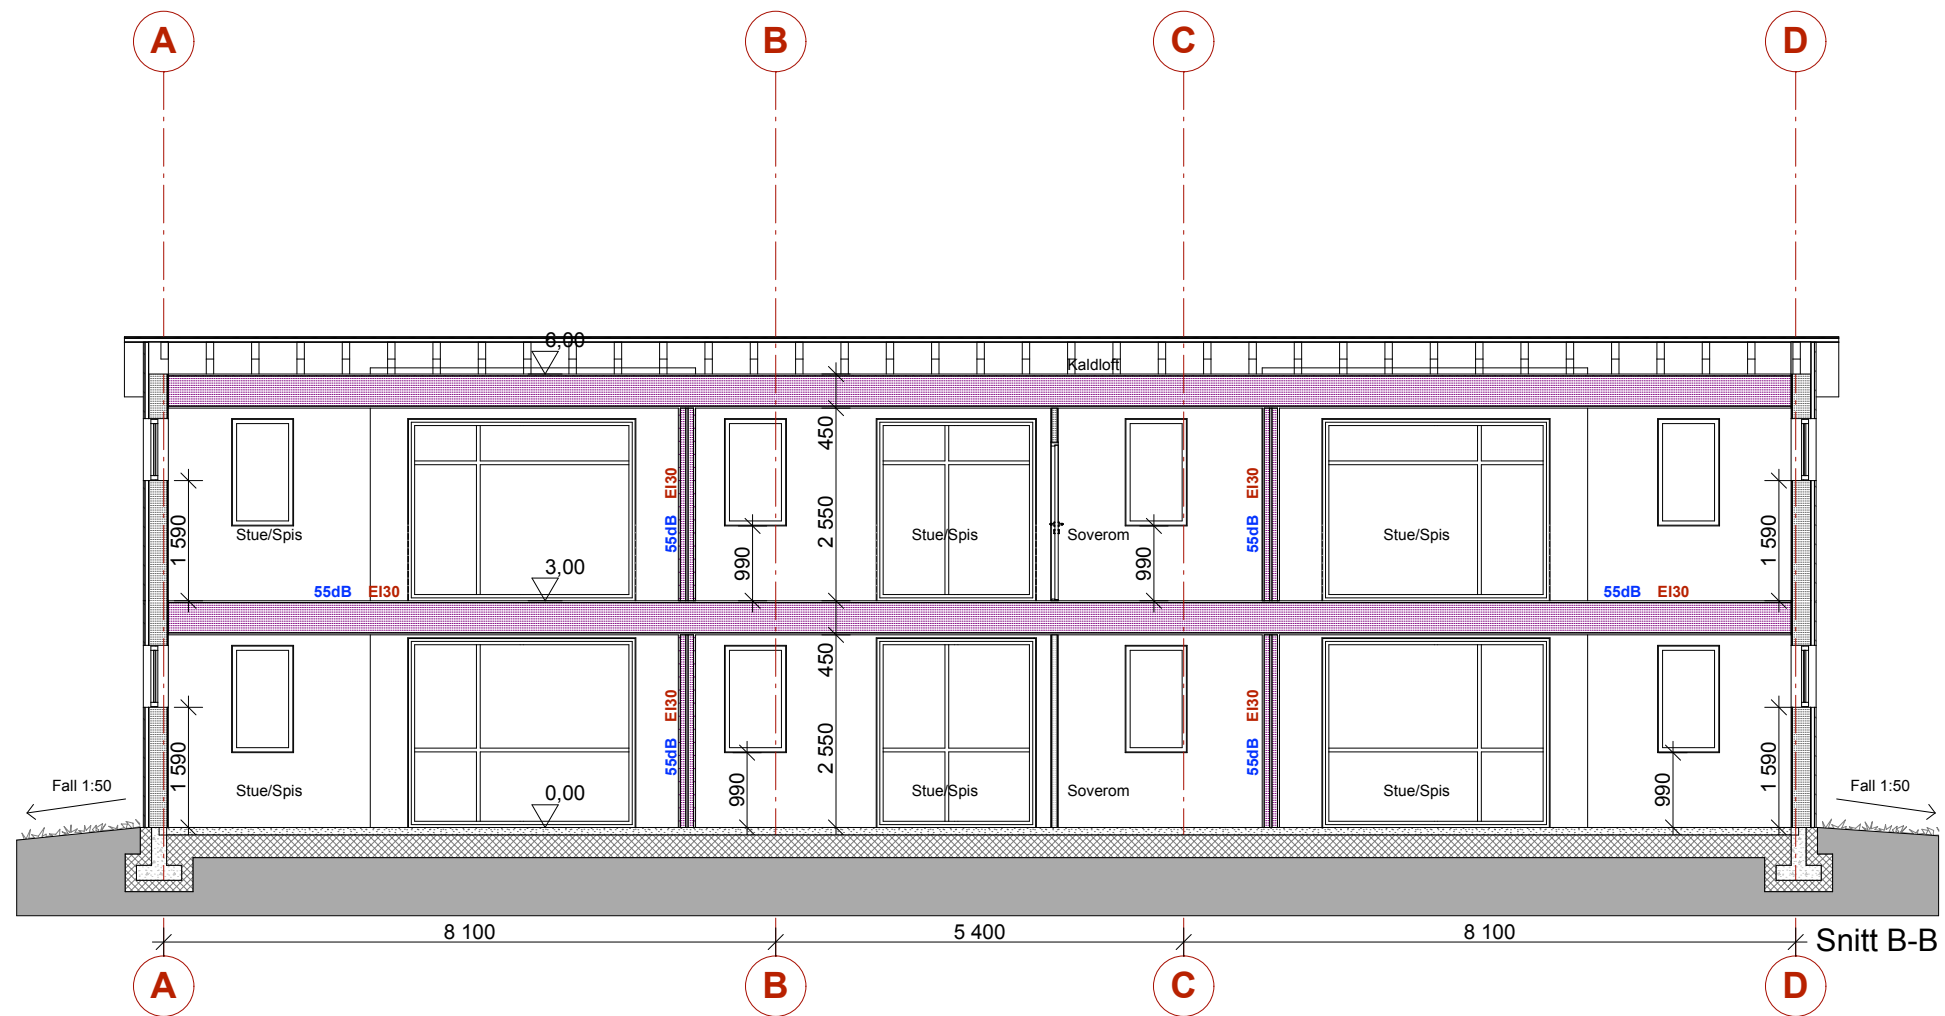 A B C D
6,00
Kaldloft
450
EI30 EI30
2 550
1 590 Stue/Spis 55dB 990 Stue/Spis Soverom 990 55dB Stue/Spis 1 590
3,00
55dB EI30 55dB EI30
450
EI30 EI30
2 550
1 590 55dB 990 55dB 990 1 590
Fall 1:50 Stue/Spis 0,00 Stue/Spis Soverom Stue/Spis Fall 1:50
8 100 5 400 8 100
Snitt B-B
A B C D